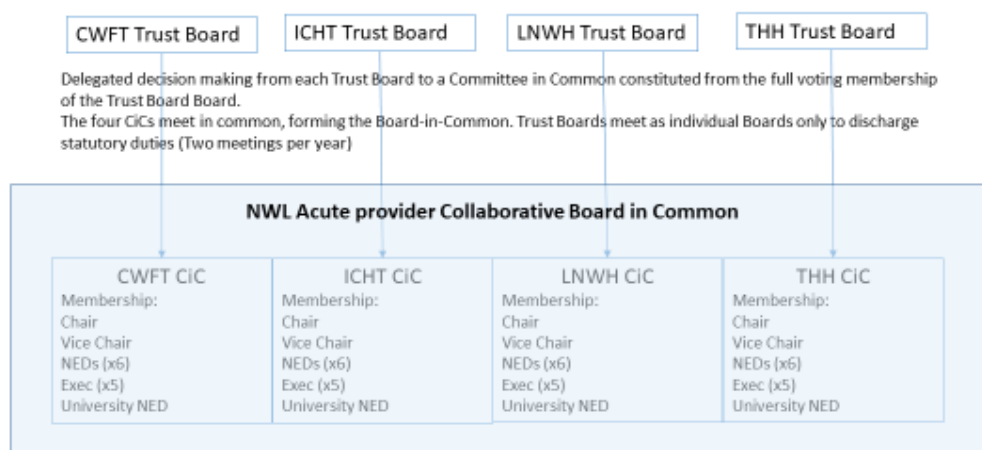 CWFT Trust Board
ICHT Trust Board
LNWH Trust Board
THH Trust Board
Delegated decision making from each Trust Board to a Committee in Common constituted from the full voting membership
of the Trust Board Board.
The four CiCs meet in common, forming the Board-in-Common. Trust Boards meet as individual Boards only to discharge
statutory duties (Two meetings per year)
NWL Acute provider Collaborative Board in Common
CWFT CiC
Membership:
Chair
Vice Chair
NEDs (x6)
Exec (x5)
University NED
ICHT CiC
Membership:
Chair
Vice Chair
NEDs (x6)
Exec (x5)
University NED
LNWH CiC
Membership:
Chair
Vice Chair
NEDs (x6)
Exec (x5)
University NED
THH CiC
Membership:
Chair
Vice Chair
NEDs (x6)
Exec (x5)
University NED